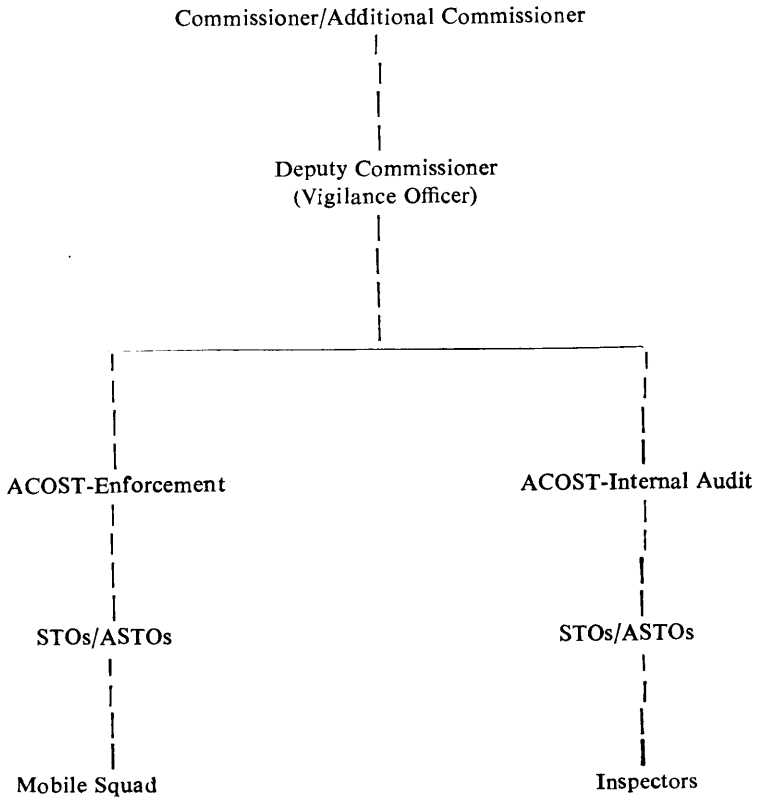 Commissioner/Additional Commissioner
Deputy Commissioner
(Vigilance Officer)
ACOST-Enforcement
ACOST-Internal Audit
STOs/ASTOs
STOs/ASTOs
Mobile Squad
Inspectors